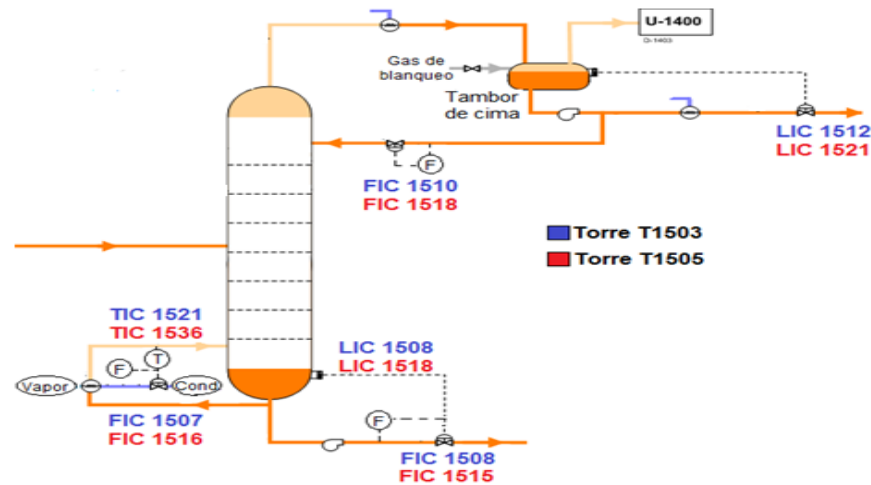 U-1400
D-1403
Gas de
blanqueo
Tambor
de cima
LIC 1512
LIC 1521
F
FIC 1510
FIC 1518
Torre T1503
Torre T1505
TIC 1521
TIC 1536
LIC 1508
LIC 1518
F
T
Vapor
Cond
FIC 1507
FIC 1516
F
FIC 1508
FIC 1515